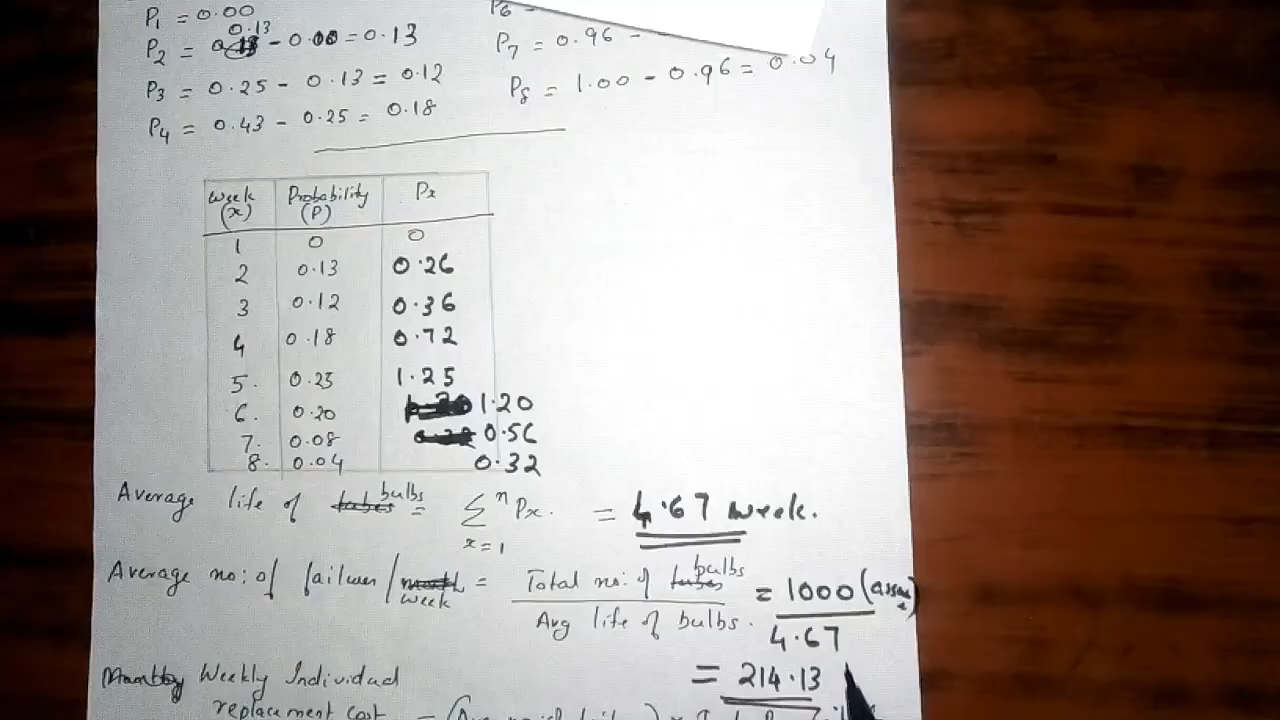 P1 = 0.00
0.13
P2 = - 0.00 = 0.13
P3 = 0.25 - 0.13 = 0.12
P4 = 0.43 - 0.25 = 0.18
P6 -
P7 = 0.96 -
P8 = 1.00 - 0.96 = 0.04
Week (x) Probability (P) Px
1 0 0
2 0.13 0.26
3 0.12 0.36
4 0.18 0.72
5. 0.25 1.25
6. 0.20 1.20
7. 0.08 0.56
8. 0.04 0.32
Average life of bulbs = Σ n Px. = 4.67 week.
x=1
Average no: of failures / week = Total no: of bulbs = 1000
Avg life of bulbs. 4.67
= 214.13
Weekly Individual
replacement cost =